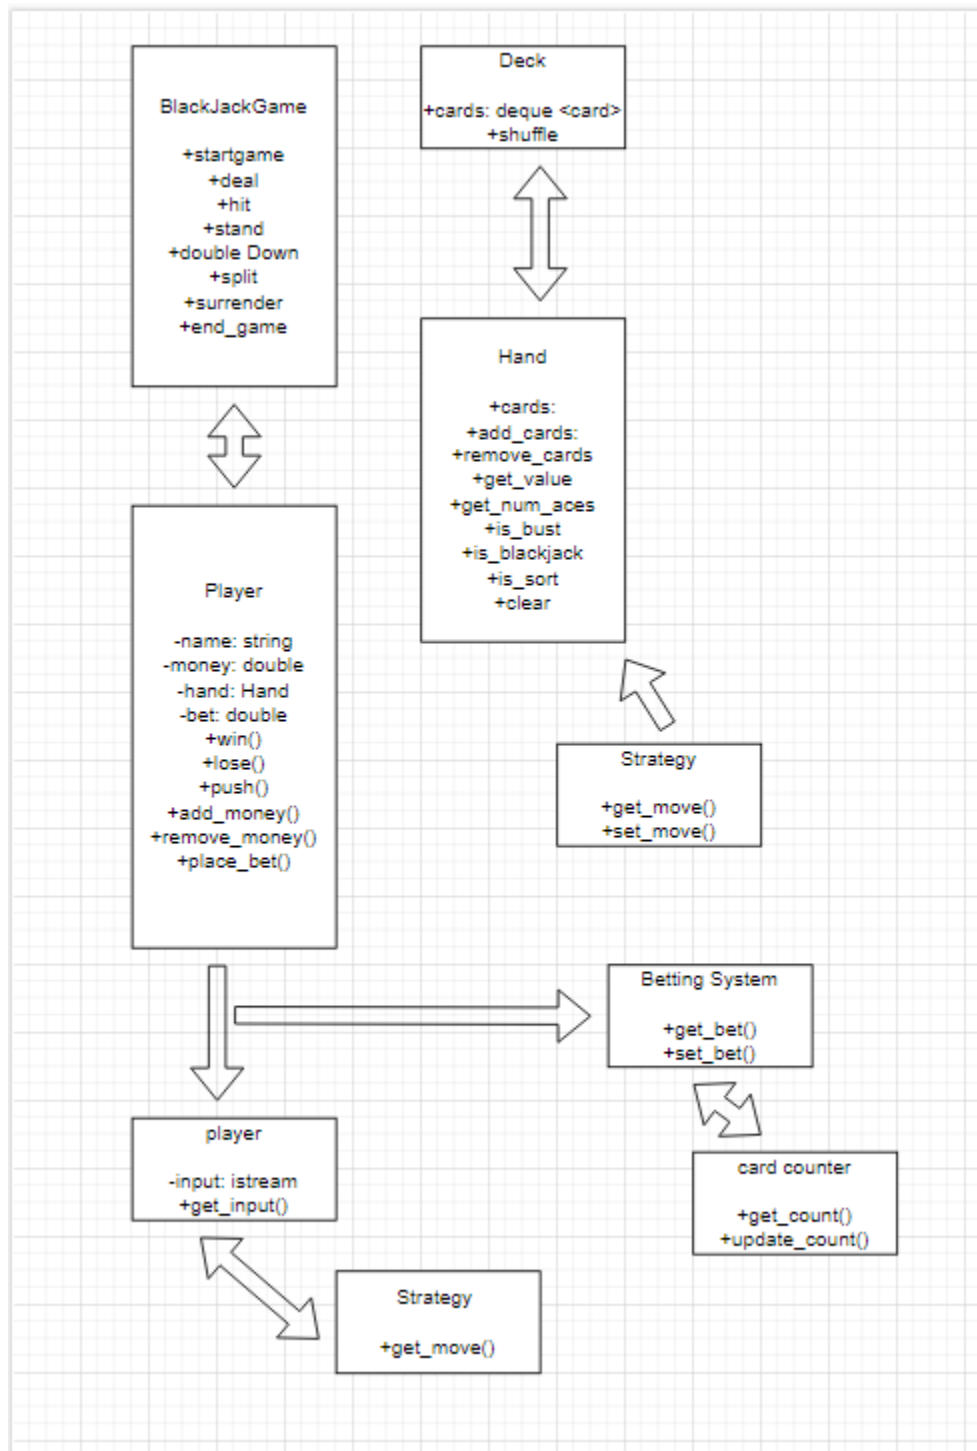 BlackJackGame
+startgame
+deal
+hit
+stand
+double Down
+split
+surrender
+end_game
Deck
+cards: deque <card>
+shuffle
Hand
+cards:
+add_cards:
+remove_cards
+get_value
+get_num_aces
+is_bust
+is_blackjack
+is_sort
+clear
Player
-name: string
-money: double
-hand: Hand
-bet: double
+win()
+lose()
+push()
+add_money()
+remove_money()
+place_bet()
Strategy
+get_move()
+set_move()
Betting System
+get_bet()
+set_bet()
player
-input: istream
+get_input()
card counter
+get_count()
+update_count()
Strategy
+get_move()